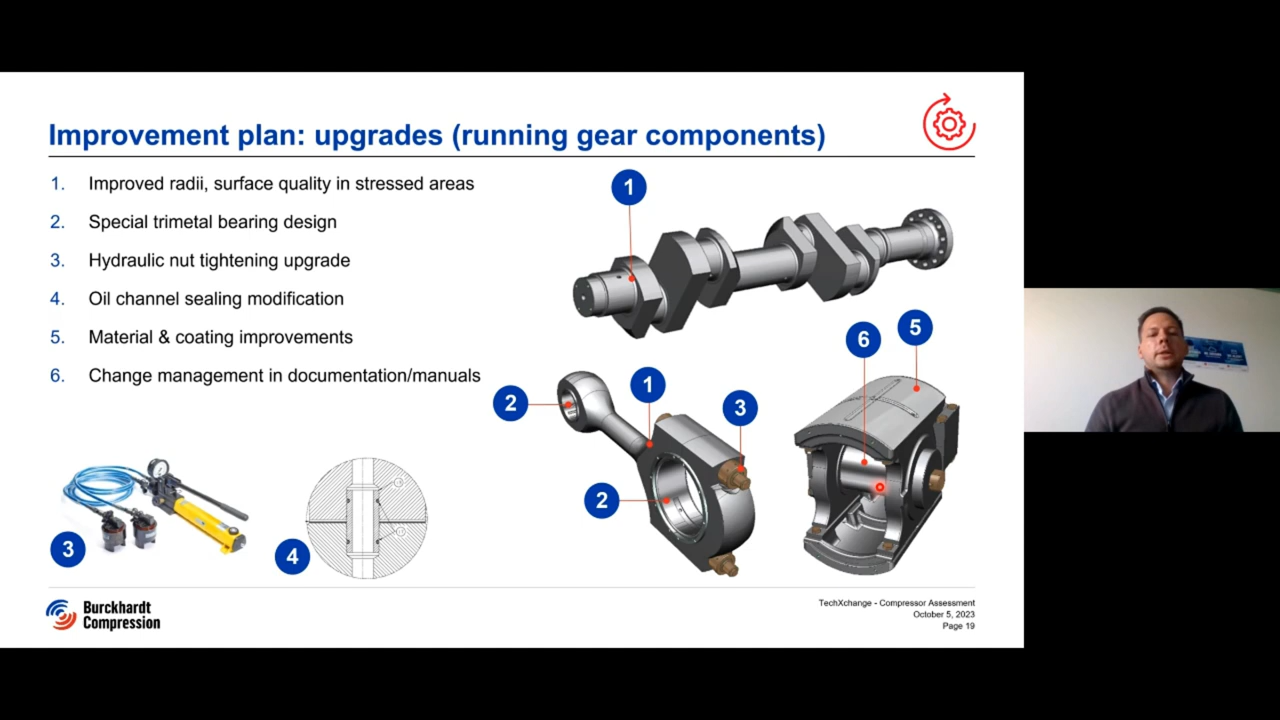 Improvement plan: upgrades (running gear components)
1. Improved radii, surface quality in stressed areas
2. Special trimetal bearing design
3. Hydraulic nut tightening upgrade
4. Oil channel sealing modification
5. Material & coating improvements
6. Change management in documentation/manuals
1
6
5
2
1
3
2
3
4
Burckhardt
Compression
TechXchange - Compressor Assessment
October 5, 2023
Page 19